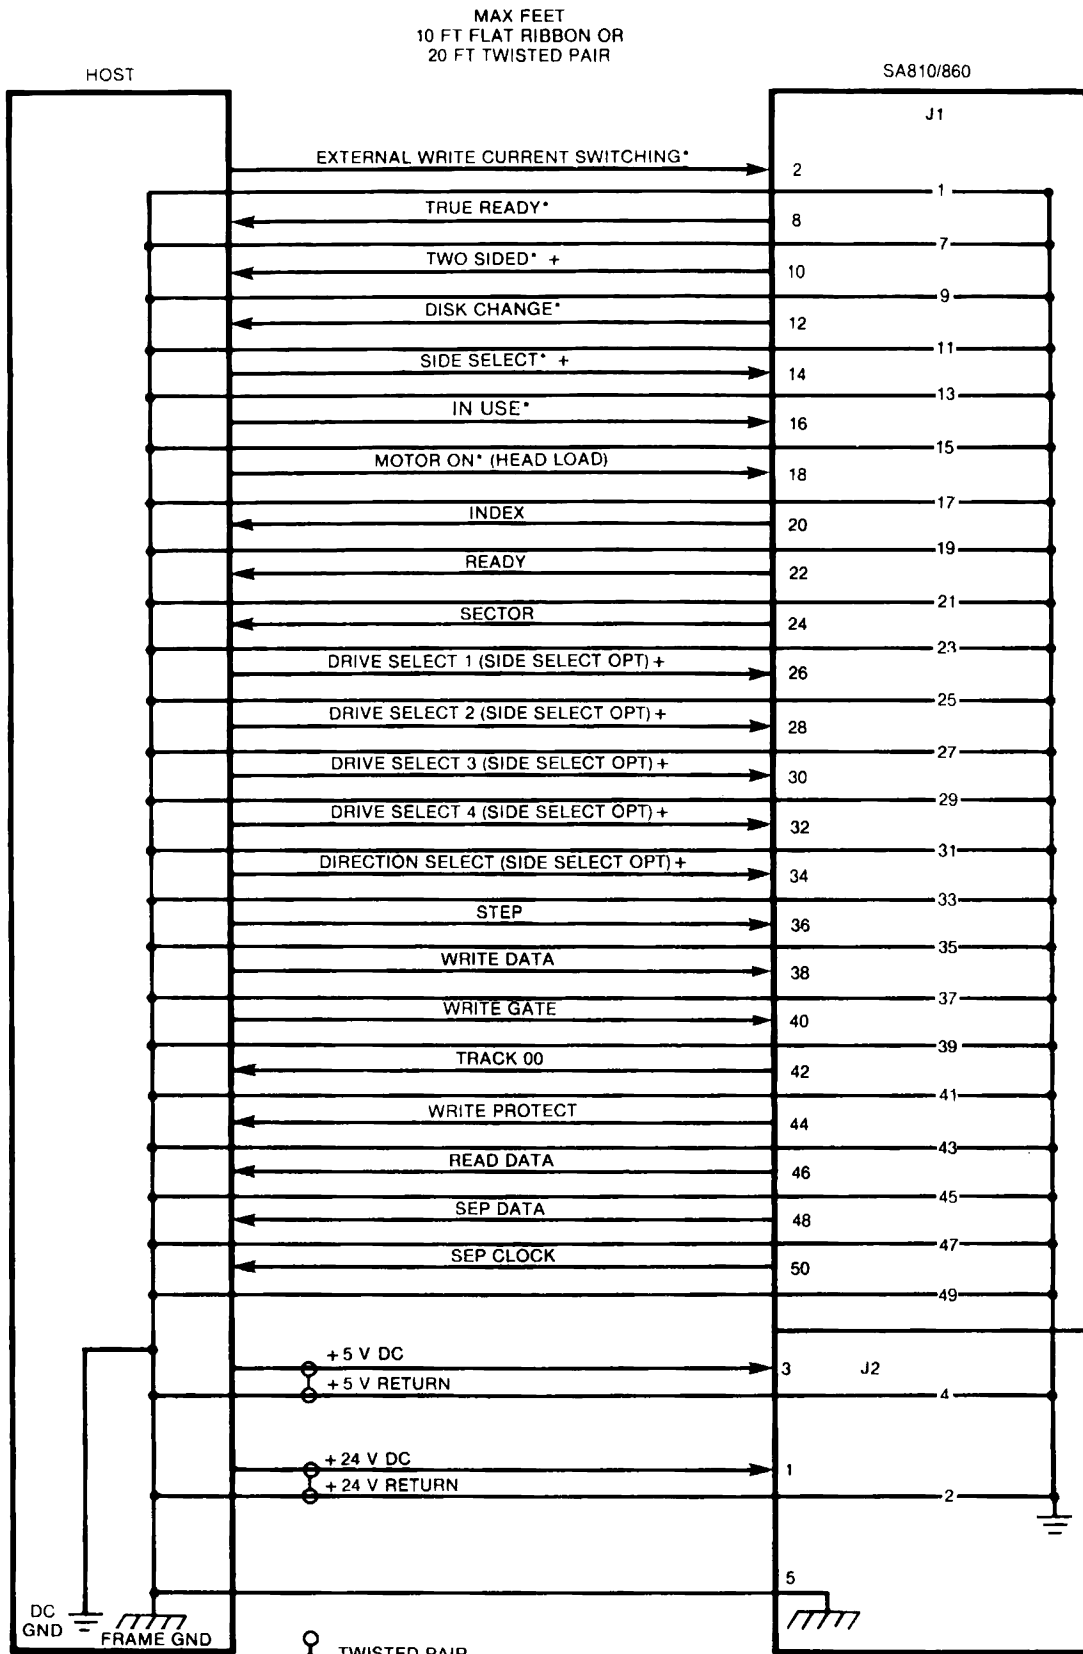 MAX FEET
10 FT FLAT RIBBON OR
20 FT TWISTED PAIR
HOST
SA810/860
J1
EXTERNAL WRITE CURRENT SWITCHING*
2
1
TRUE READY*
8
7
TWO SIDED* +
10
9
DISK CHANGE*
12
11
SIDE SELECT* +
14
13
IN USE*
16
15
MOTOR ON* (HEAD LOAD)
18
17
INDEX
20
19
READY
22
21
SECTOR
24
23
DRIVE SELECT 1 (SIDE SELECT OPT) +
26
25
DRIVE SELECT 2 (SIDE SELECT OPT) +
28
27
DRIVE SELECT 3 (SIDE SELECT OPT) +
30
29
DRIVE SELECT 4 (SIDE SELECT OPT) +
32
31
DIRECTION SELECT (SIDE SELECT OPT) +
34
33
STEP
36
35
WRITE DATA
38
37
WRITE GATE
40
39
TRACK 00
42
41
WRITE PROTECT
44
43
READ DATA
46
45
SEP DATA
48
47
SEP CLOCK
50
49
+ 5 V DC
3
J2
+ 5 V RETURN
4
+ 24 V DC
1
+ 24 V RETURN
2
5
DC
GND
FRAME GND
TWISTED PAIR